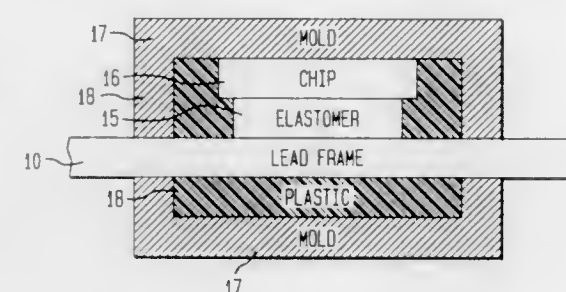 17
MOLD
16
CHIP
18
15
ELASTOMER
10
LEAD FRAME
18
PLASTIC
MOLD
17